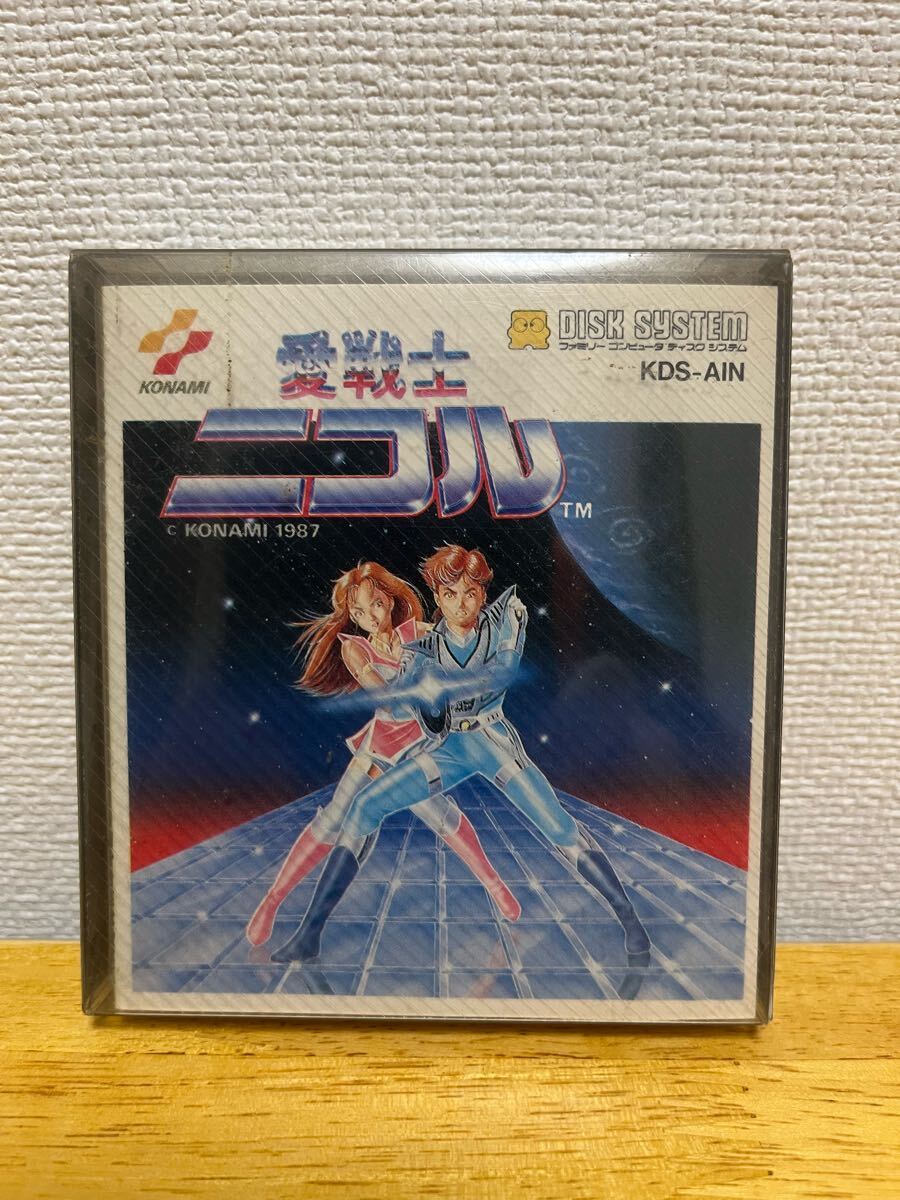 KONAMI
DISK SYSTEM
ファミリー コンピュータ ディスク システム
KDS-AIN
愛戦士
ニコル
TM
C KONAMI 1987